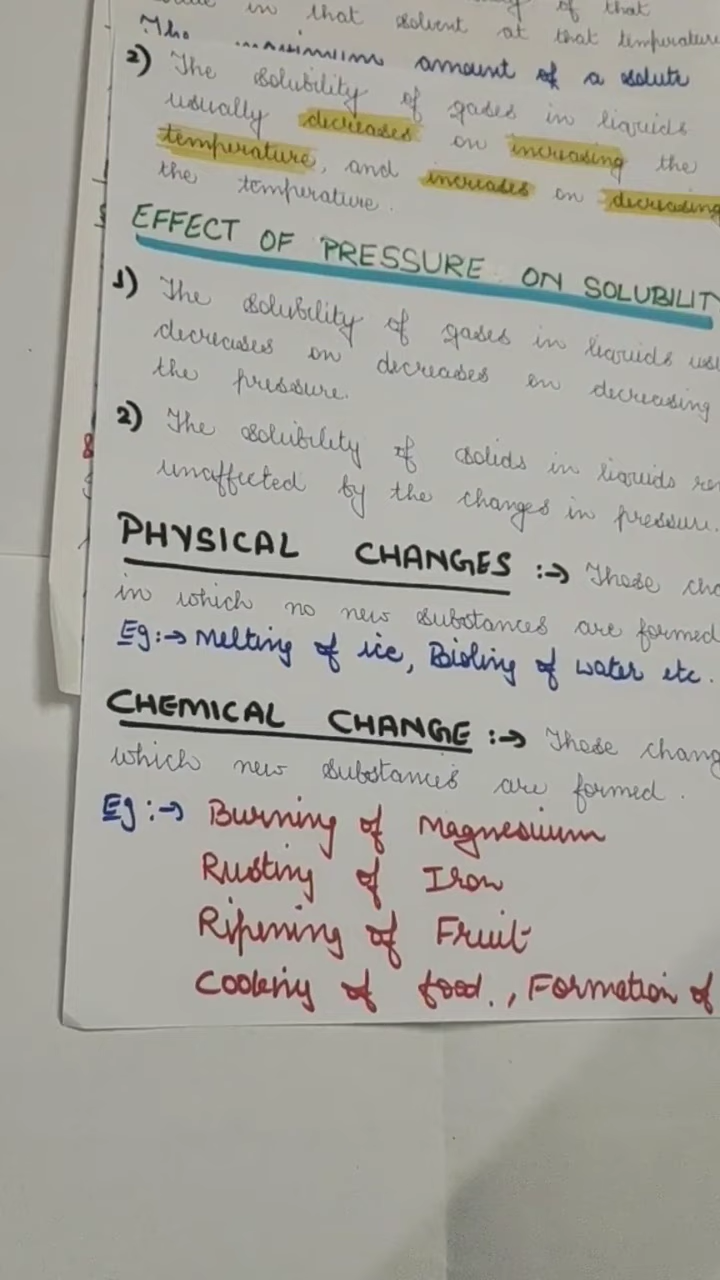 in that solvent at that temperature
The maximum amount of a solute
2) The solubility of gases in liquids
usually decreases on increasing the
temperature, and increases on decreasing
the temperature.
EFFECT OF PRESSURE ON SOLUBILIT
1) The solubility of gases in liquids usu
decreases on decreases on decreasing
the pressure.
2) The solubility of solids in liquids re
unaffected by the changes in pressure.
PHYSICAL CHANGES :→ Those cha
in which no new substances are formed
Eg:→ Melting of ice, Bioling of water etc.
CHEMICAL CHANGE :→ Those chang
which new substances are formed.
Eg:→ Burning of Magnesium
Rusting of Iron
Ripening of Fruit
Cooking of food., Formation of